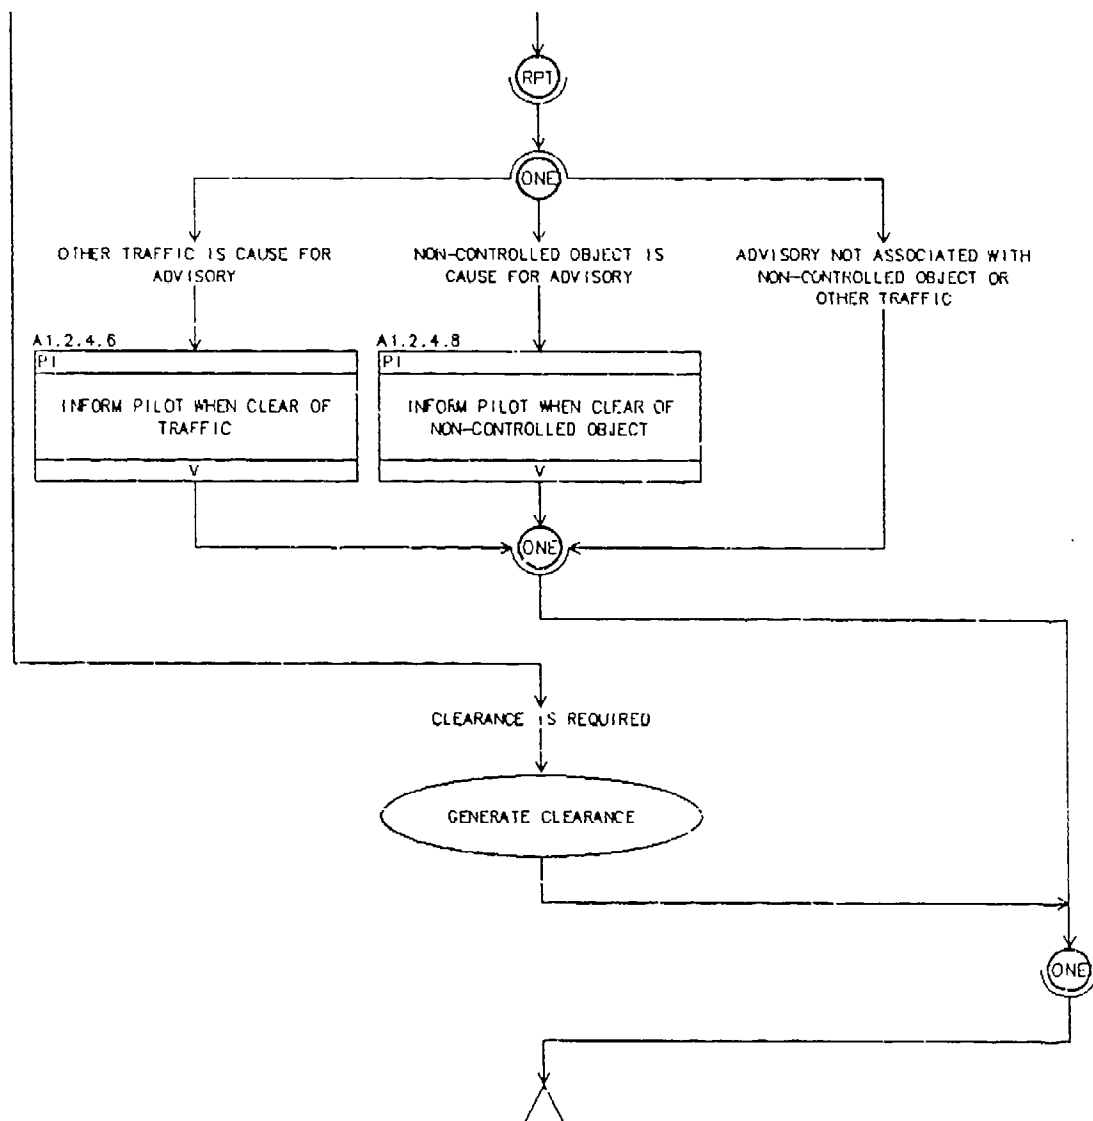 RPT
ONE
OTHER TRAFFIC IS CAUSE FOR
ADVISORY
NON-CONTROLLED OBJECT IS
CAUSE FOR ADVISORY
ADVISORY NOT ASSOCIATED WITH
NON-CONTROLLED OBJECT OR
OTHER TRAFFIC
A1.2.4.6
PI
INFORM PILOT WHEN CLEAR OF
TRAFFIC
V
A1.2.4.8
PI
INFORM PILOT WHEN CLEAR OF
NON-CONTROLLED OBJECT
V
ONE
CLEARANCE IS REQUIRED
GENERATE CLEARANCE
ONE